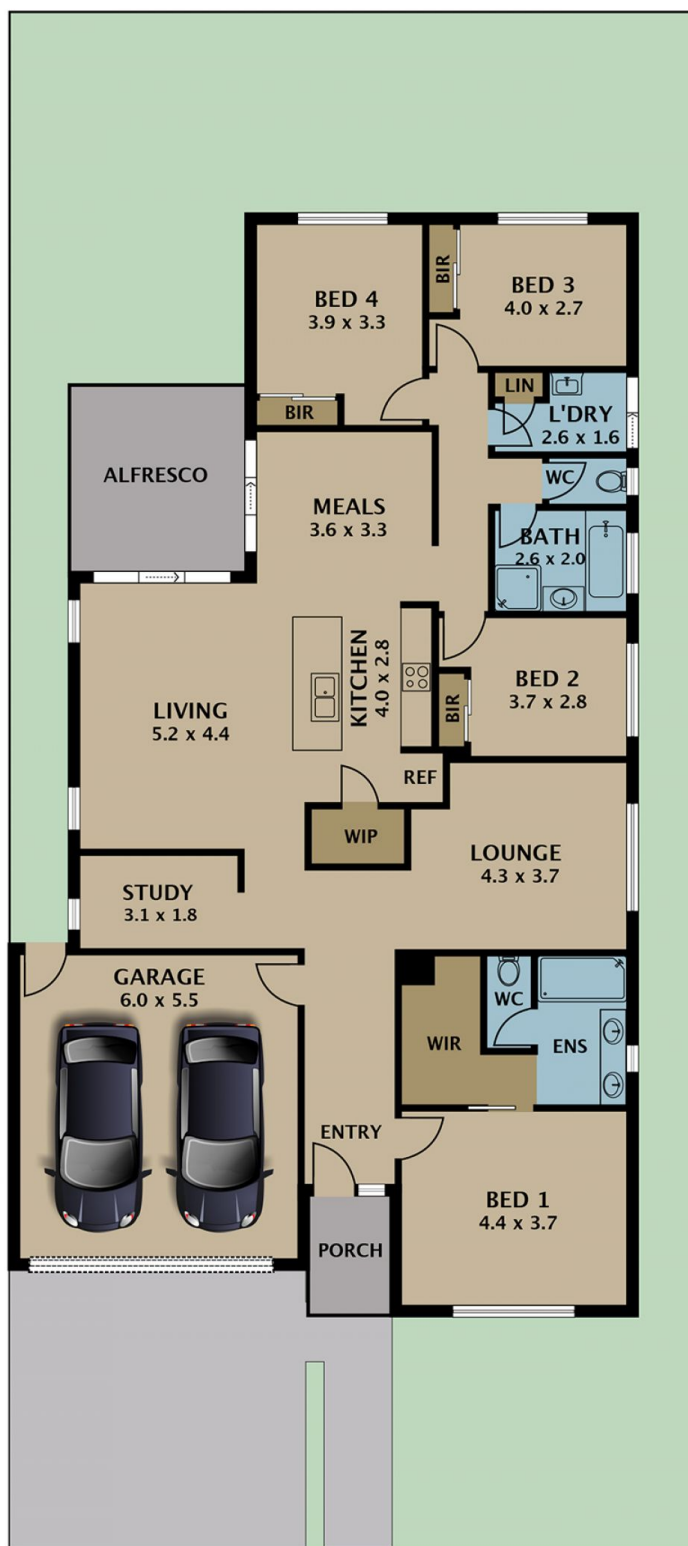 BED 4
3.9 x 3.3
BIR
BED 3
4.0 x 2.7
BIR
LIN
L'DRY
2.6 x 1.6
ALFRESCO
MEALS
3.6 x 3.3
WC
BATH
2.6 x 2.0
KITCHEN
4.0 x 2.8
LIVING
5.2 x 4.4
BED 2
3.7 x 2.8
BIR
REF
WIP
LOUNGE
4.3 x 3.7
STUDY
3.1 x 1.8
GARAGE
6.0 x 5.5
WC
WIR
ENS
ENTRY
BED 1
4.4 x 3.7
PORCH